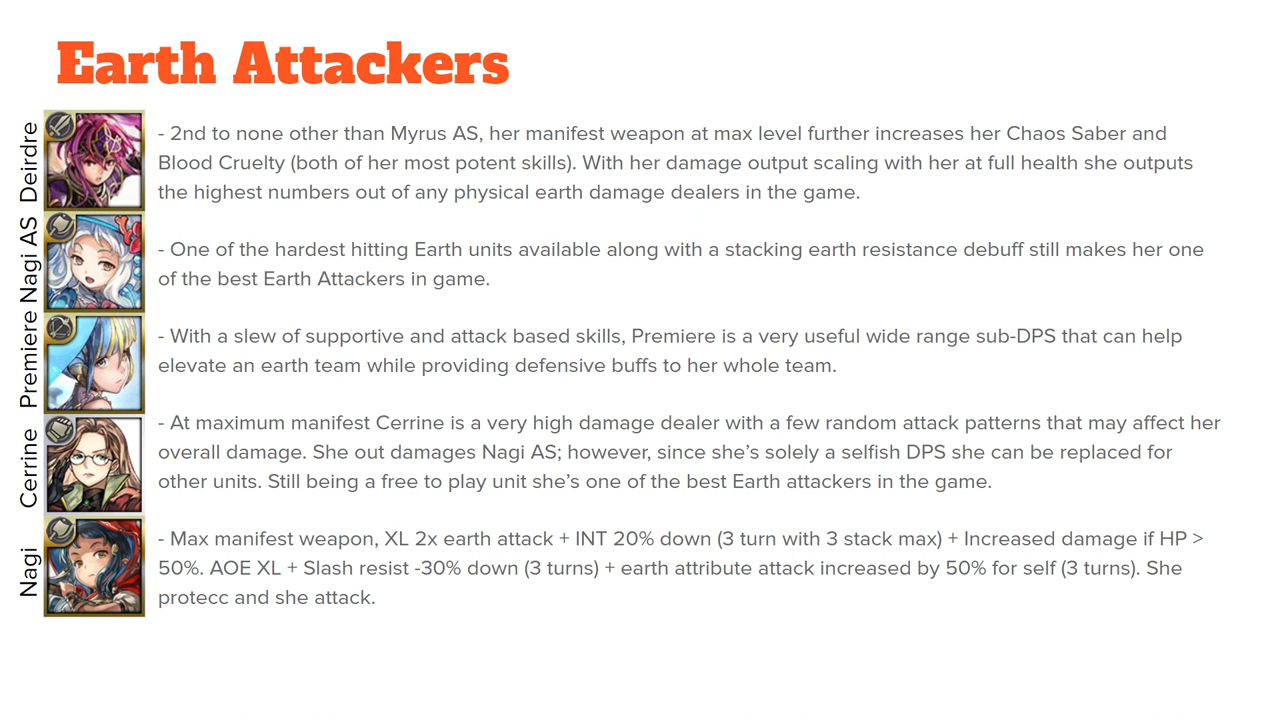 Earth Attackers
Deirdre
- 2nd to none other than Myrus AS, her manifest weapon at max level further increases her Chaos Saber and
Blood Cruelty (both of her most potent skills). With her damage output scaling with her at full health she outputs
the highest numbers out of any physical earth damage dealers in the game.
Nagi AS
- One of the hardest hitting Earth units available along with a stacking earth resistance debuff still makes her one
of the best Earth Attackers in game.
Premiere
- With a slew of supportive and attack based skills, Premiere is a very useful wide range sub-DPS that can help
elevate an earth team while providing defensive buffs to her whole team.
Cerrine
- At maximum manifest Cerrine is a very high damage dealer with a few random attack patterns that may affect her
overall damage. She out damages Nagi AS; however, since she’s solely a selfish DPS she can be replaced for
other units. Still being a free to play unit she’s one of the best Earth attackers in the game.
Nagi
- Max manifest weapon, XL 2x earth attack + INT 20% down (3 turn with 3 stack max) + Increased damage if HP >
50%. AOE XL + Slash resist -30% down (3 turns) + earth attribute attack increased by 50% for self (3 turns). She
protecc and she attack.